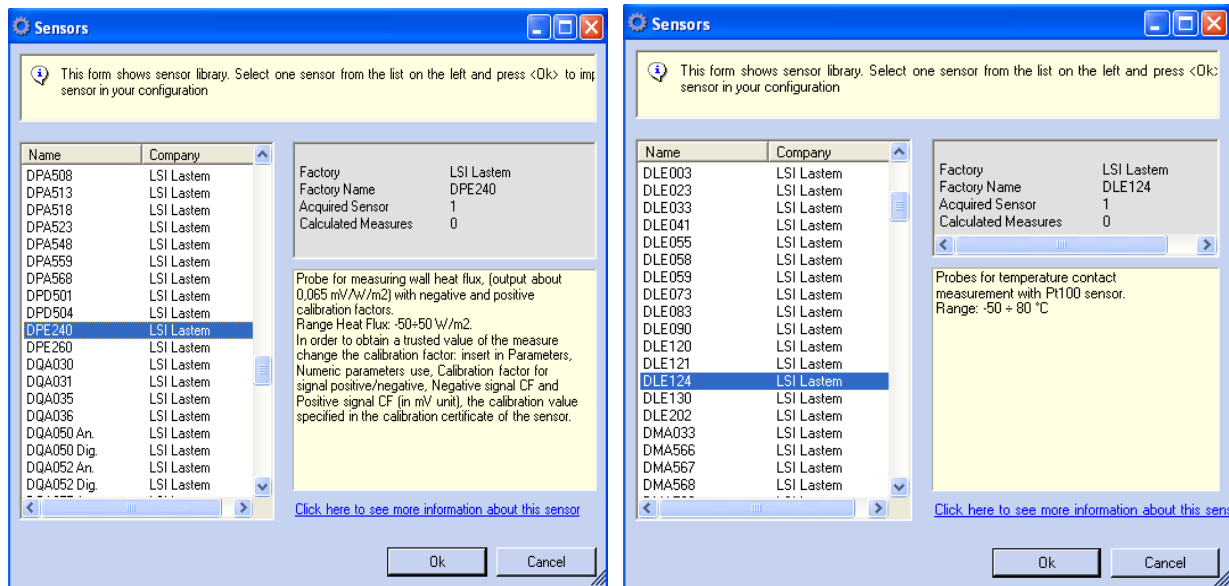 Sensors
This form shows sensor library. Select one sensor from the list on the left and press <Ok> to imp
sensor in your configuration
Name Company
DPA508 LSI Lastem
DPA513 LSI Lastem
DPA518 LSI Lastem
DPA523 LSI Lastem
DPA548 LSI Lastem
DPA559 LSI Lastem
DPA568 LSI Lastem
DPD501 LSI Lastem
DPD504 LSI Lastem
DPE240 LSI Lastem
DPE260 LSI Lastem
DQA030 LSI Lastem
DQA031 LSI Lastem
DQA035 LSI Lastem
DQA036 LSI Lastem
DQA050 An. LSI Lastem
DQA050 Dig. LSI Lastem
DQA052 An. LSI Lastem
DQA052 Dig. LSI Lastem
Factory LSI Lastem
Factory Name DPE240
Acquired Sensor 1
Calculated Measures 0
Probe for measuring wall heat flux, (output about
0,065 mV/W/m2) with negative and positive
calibration factors.
Range Heat Flux: -50÷50 W/m2.
In order to obtain a trusted value of the measure
change the calibration factor: insert in Parameters,
Numeric parameters use, Calibration factor for
signal positive/negative, Negative signal CF and
Positive signal CF (in mV unit), the calibration value
specified in the calibration certificate of the sensor.
Click here to see more information about this sensor
Ok Cancel
Sensors
This form shows sensor library. Select one sensor from the list on the left and press <Ok>
sensor in your configuration
Name Company
DLE003 LSI Lastem
DLE023 LSI Lastem
DLE033 LSI Lastem
DLE041 LSI Lastem
DLE055 LSI Lastem
DLE058 LSI Lastem
DLE059 LSI Lastem
DLE073 LSI Lastem
DLE083 LSI Lastem
DLE090 LSI Lastem
DLE120 LSI Lastem
DLE121 LSI Lastem
DLE124 LSI Lastem
DLE130 LSI Lastem
DLE202 LSI Lastem
DMA033 LSI Lastem
DMA566 LSI Lastem
DMA567 LSI Lastem
DMA568 LSI Lastem
Factory LSI Lastem
Factory Name DLE124
Acquired Sensor 1
Calculated Measures 0
Probes for temperature contact
measurement with Pt100 sensor.
Range: -50 ÷ 80 °C
Click here to see more information about this sens
Ok Cancel